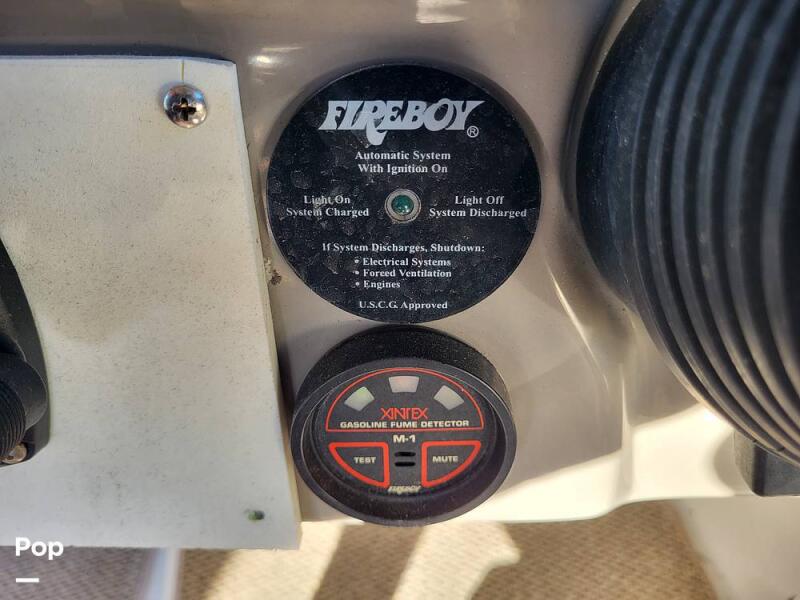 FIREBOY®
Automatic System
With Ignition On
Light On
System Charged
Light Off
System Discharged
If System Discharges, Shutdown:
• Electrical Systems
• Forced Ventilation
• Engines
U.S.C.G. Approved
XINTEX
GASOLINE FUME DETECTOR
M-1
TEST
MUTE
FIREBOY
Pop